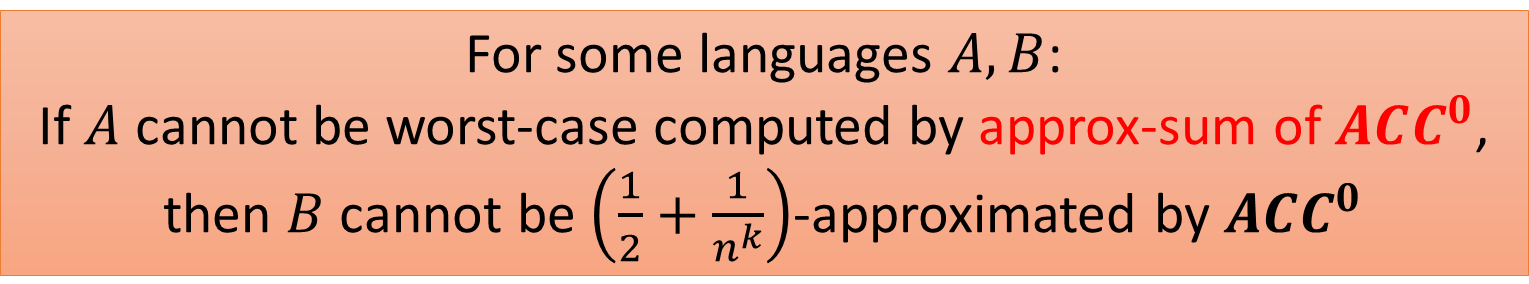 For some languages 𝐴, 𝐵:
If 𝐴 cannot be worst-case computed by approx-sum of 𝑨𝑪𝑪⁰,
then 𝐵 cannot be (1/2 + 1/𝑛ᵏ)-approximated by 𝑨𝑪𝑪⁰